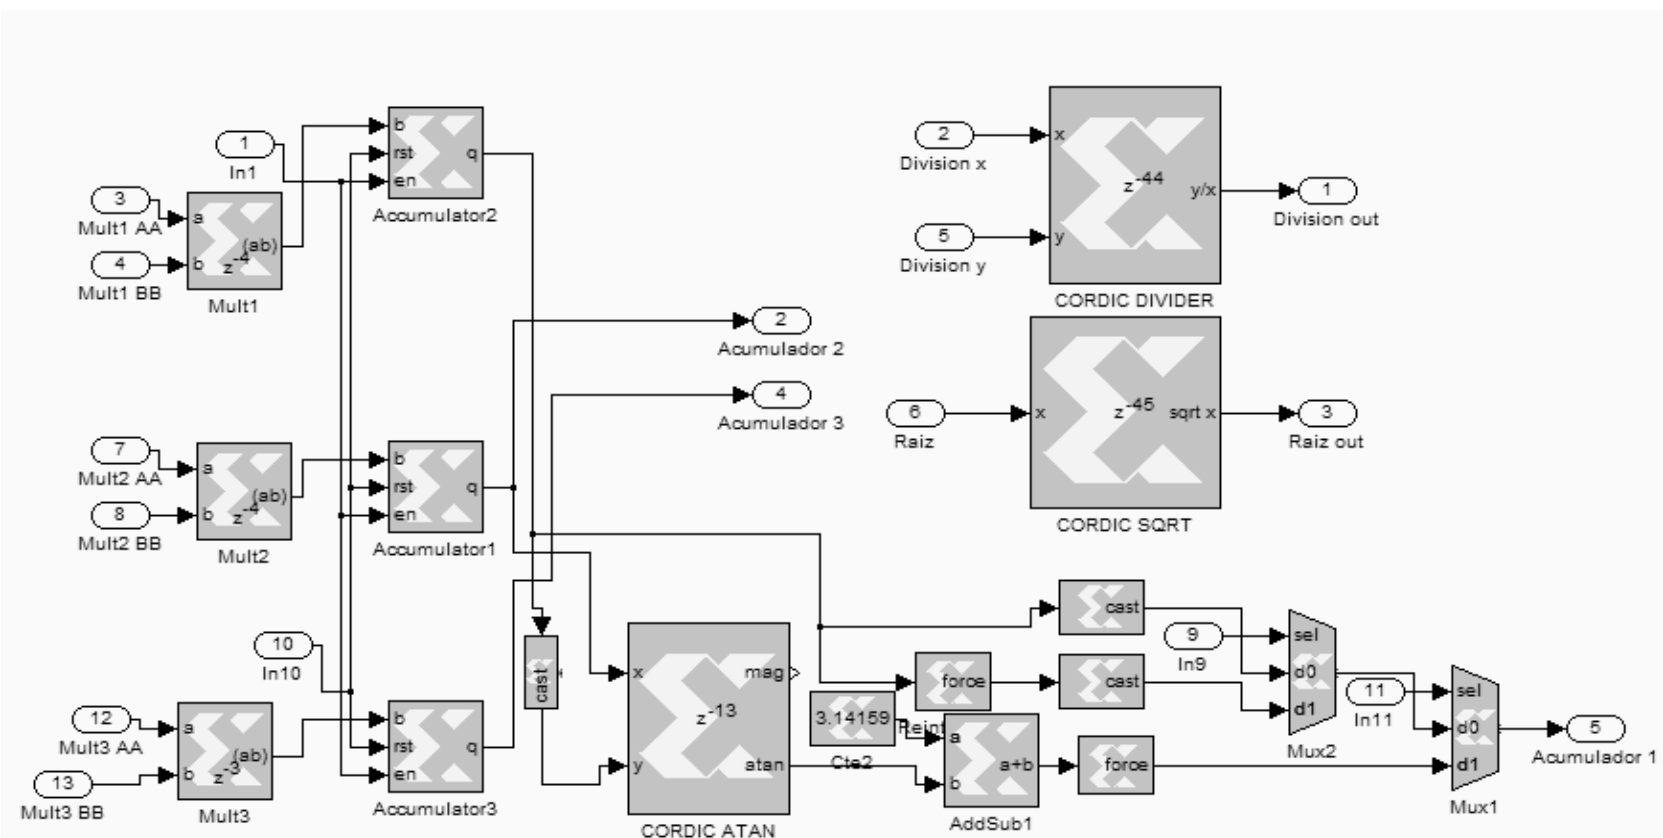 1
In1
3
Mult1 AA
4
Mult1 BB
a
b
(ab)
z-4
Mult1
b
rst
en
q
Accumulator2
2
Division x
5
Division y
x
y
z-44
y/x
CORDIC DIVIDER
1
Division out
2
Acumulador 2
4
Acumulador 3
6
Raiz
x
z-45
sqrt x
CORDIC SQRT
3
Raiz out
7
Mult2 AA
8
Mult2 BB
a
b
(ab)
z-4
Mult2
b
rst
en
q
Accumulator1
10
In10
12
Mult3 AA
13
Mult3 BB
a
b
(ab)
z-3
Mult3
b
rst
en
q
Accumulator3
cast
x
y
z-13
mag
atan
CORDIC ATAN
3.14159
Cte2
force
Reint
cast
cast
a
b
a+b
AddSub1
force
9
In9
sel
d0
d1
Mux2
11
In11
sel
d0
d1
Mux1
5
Acumulador 1